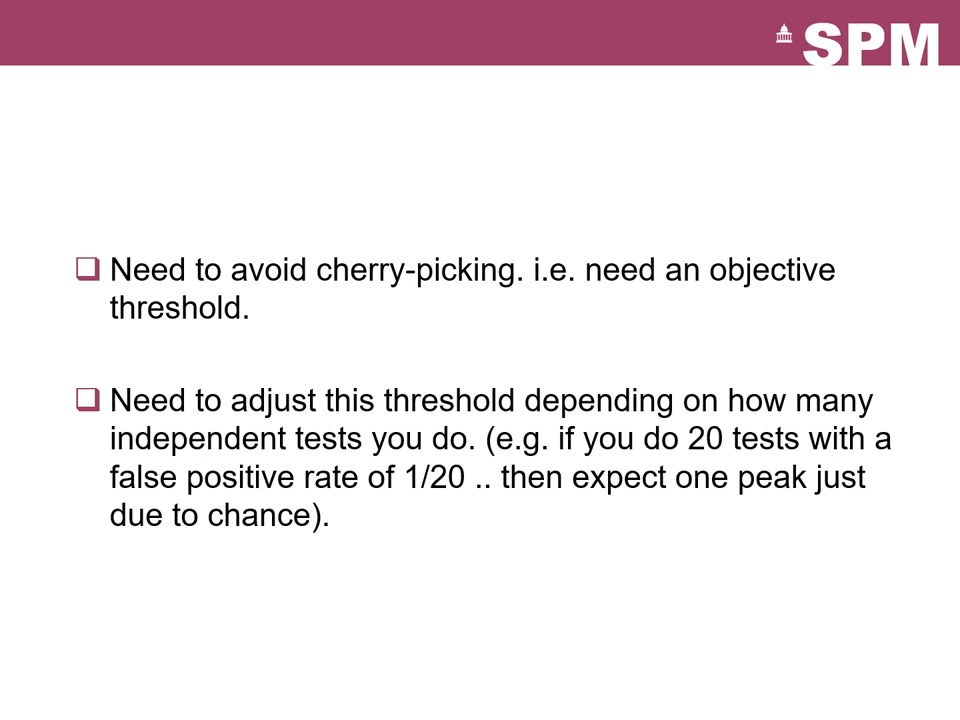 SPM
Need to avoid cherry-picking. i.e. need an objective
threshold.
Need to adjust this threshold depending on how many
independent tests you do. (e.g. if you do 20 tests with a
false positive rate of 1/20 .. then expect one peak just
due to chance).